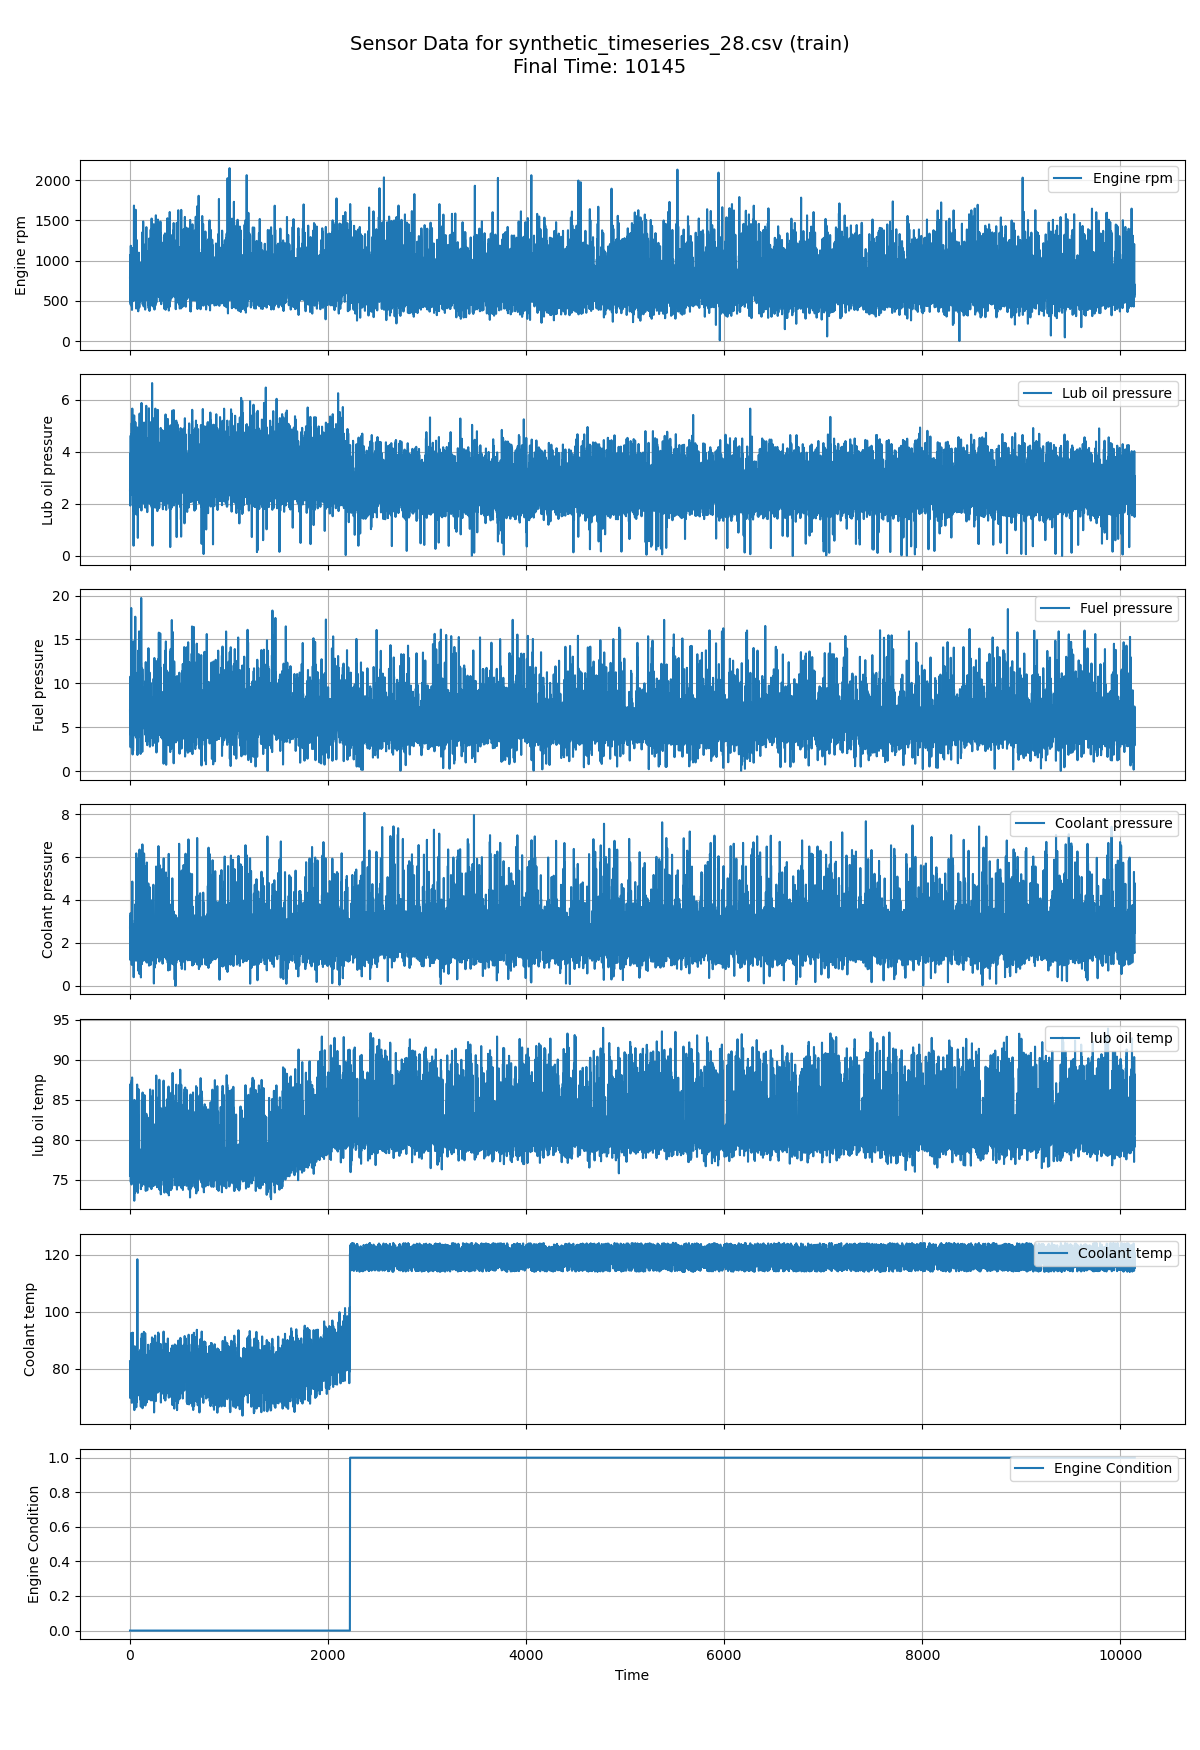 Sensor Data for synthetic_timeseries_28.csv (train)
Final Time: 10145
Engine rpm
2000
1500
1000
500
0
Engine rpm
Lub oil pressure
6
4
2
0
Lub oil pressure
Fuel pressure
20
15
10
5
0
Fuel pressure
Coolant pressure
8
6
4
2
0
Coolant pressure
lub oil temp
95
90
85
80
75
lub oil temp
Coolant temp
120
100
80
Coolant temp
Engine Condition
1.0
0.8
0.6
0.4
0.2
0.0
Engine Condition
0 2000 4000 6000 8000 10000
Time